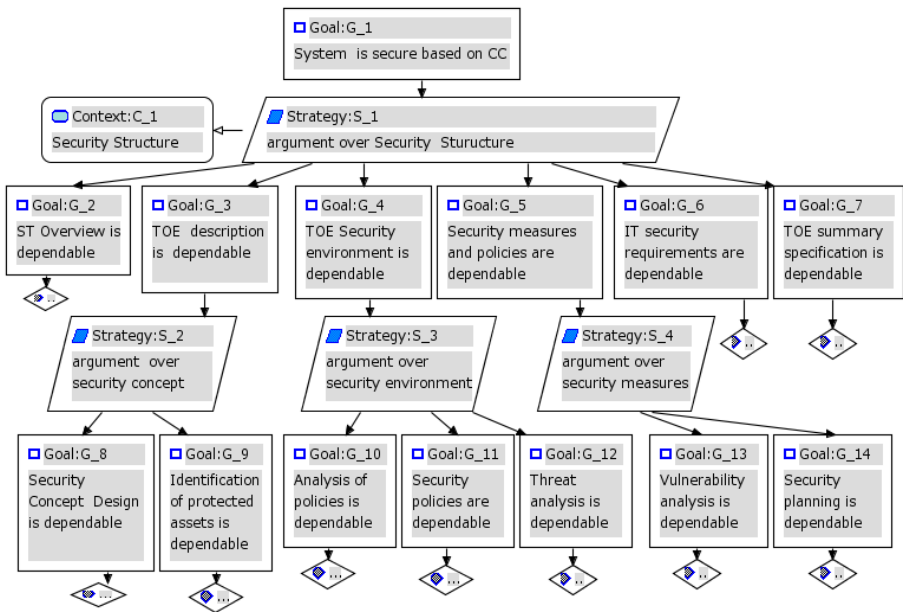 Goal:G_1
System is secure based on CC
Context:C_1
Security Structure
Strategy:S_1
argument over Security Sturucture
Goal:G_2
ST Overview is
dependable
Goal:G_3
TOE description
is dependable
Goal:G_4
TOE Security
environment is
dependable
Goal:G_5
Security measures
and policies are
dependable
Goal:G_6
IT security
requirements are
dependable
Goal:G_7
TOE summary
specification is
dependable
..
Strategy:S_2
argument over
security concept
Strategy:S_3
argument over
security environment
Strategy:S_4
argument over
security measures
..
..
Goal:G_8
Security
Concept Design
is dependable
Goal:G_9
Identification
of protected
assets is
dependable
Goal:G_10
Analysis of
policies is
dependable
Goal:G_11
Security
policies are
dependable
Goal:G_12
Threat
analysis is
dependable
Goal:G_13
Vulnerability
analysis is
dependable
Goal:G_14
Security
planning is
dependable
...
...
...
...
..
..
..